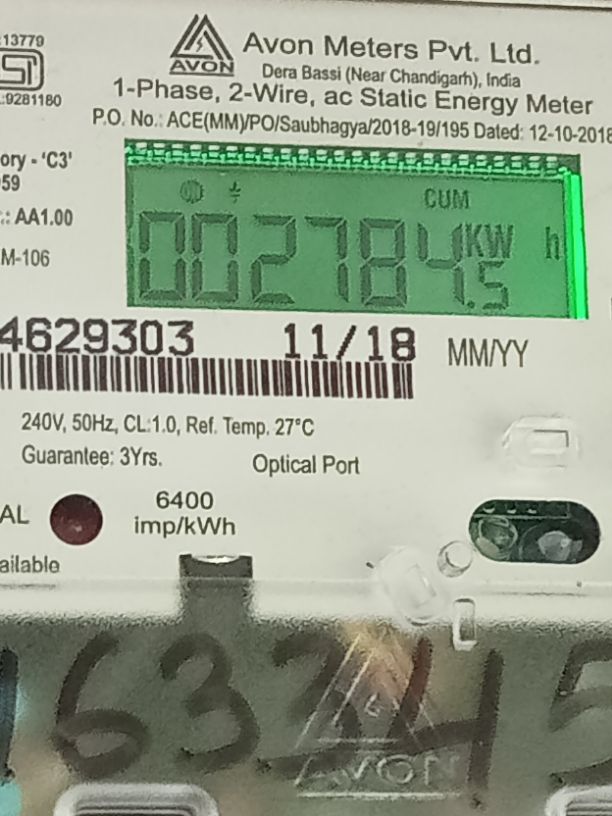 :13779
AVON
Avon Meters Pvt. Ltd.
Dera Bassi (Near Chandigarh), India
:9281180
1-Phase, 2-Wire, ac Static Energy Meter
P.O. No.: ACE(MM)/PO/Saubhagya/2018-19/195 Dated: 12-10-2018
ory - 'C3'
59
.: AA1.00
M-106
CUM
002784.5 KW h
4629303 11/18 MM/YY
240V, 50Hz, CL:1.0, Ref. Temp. 27°C
Guarantee: 3Yrs.
Optical Port
AL
6400
imp/kWh
ailable
63345
AVON